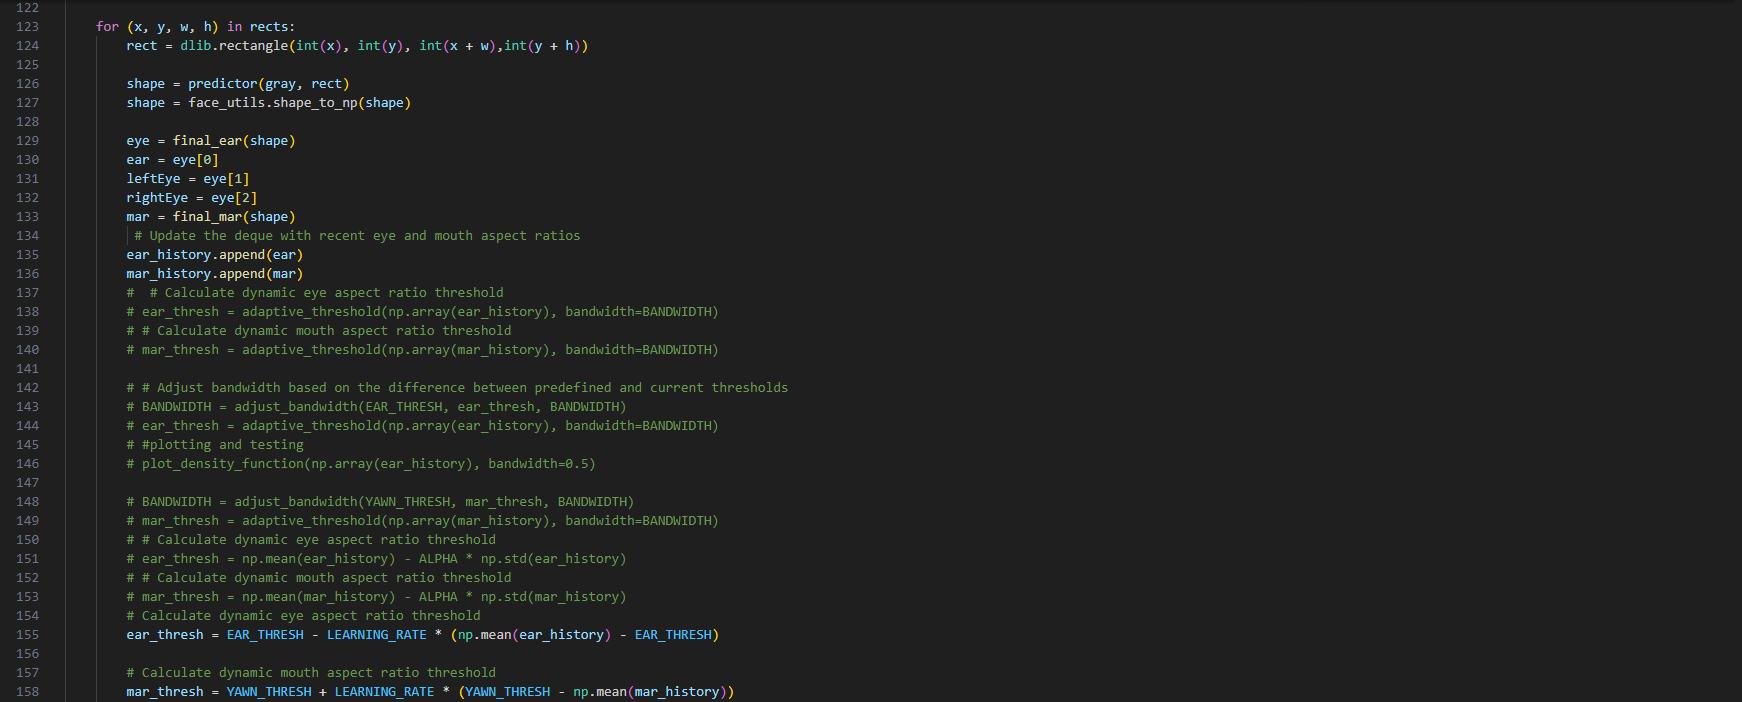 122
123 for (x, y, w, h) in rects:
124 rect = dlib.rectangle(int(x), int(y), int(x + w),int(y + h))
125
126 shape = predictor(gray, rect)
127 shape = face_utils.shape_to_np(shape)
128
129 eye = final_ear(shape)
130 ear = eye[0]
131 leftEye = eye[1]
132 rightEye = eye[2]
133 mar = final_mar(shape)
134 # Update the deque with recent eye and mouth aspect ratios
135 ear_history.append(ear)
136 mar_history.append(mar)
137 #  # Calculate dynamic eye aspect ratio threshold
138 # ear_thresh = adaptive_threshold(np.array(ear_history), bandwidth=BANDWIDTH)
139 # # Calculate dynamic mouth aspect ratio threshold
140 # mar_thresh = adaptive_threshold(np.array(mar_history), bandwidth=BANDWIDTH)
141
142 # # Adjust bandwidth based on the difference between predefined and current thresholds
143 # BANDWIDTH = adjust_bandwidth(EAR_THRESH, ear_thresh, BANDWIDTH)
144 # ear_thresh = adaptive_threshold(np.array(ear_history), bandwidth=BANDWIDTH)
145 # #plotting and testing
146 # plot_density_function(np.array(ear_history), bandwidth=0.5)
147
148 # BANDWIDTH = adjust_bandwidth(YAWN_THRESH, mar_thresh, BANDWIDTH)
149 # mar_thresh = adaptive_threshold(np.array(mar_history), bandwidth=BANDWIDTH)
150 # # Calculate dynamic eye aspect ratio threshold
151 # ear_thresh = np.mean(ear_history) - ALPHA * np.std(ear_history)
152 # # Calculate dynamic mouth aspect ratio threshold
153 # mar_thresh = np.mean(mar_history) - ALPHA * np.std(mar_history)
154 # Calculate dynamic eye aspect ratio threshold
155 ear_thresh = EAR_THRESH - LEARNING_RATE * (np.mean(ear_history) - EAR_THRESH)
156
157 # Calculate dynamic mouth aspect ratio threshold
158 mar_thresh = YAWN_THRESH + LEARNING_RATE * (YAWN_THRESH - np.mean(mar_history))